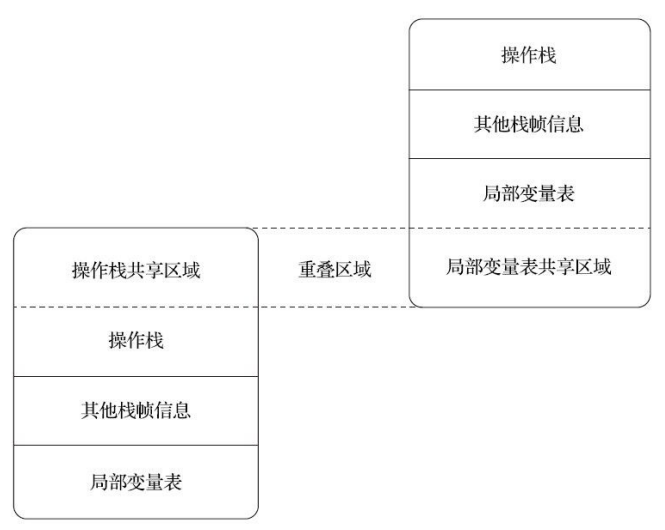 操作栈
其他栈帧信息
局部变量表
操作栈共享区域
重叠区域
局部变量表共享区域
操作栈
其他栈帧信息
局部变量表